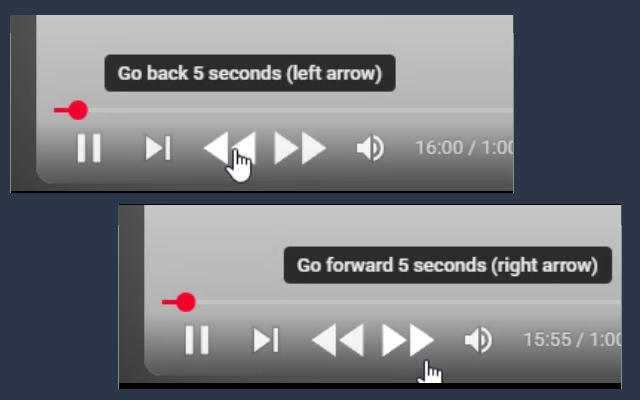 Go back 5 seconds (left arrow)
16:00 / 1:00
Go forward 5 seconds (right arrow)
15:55 / 1:00